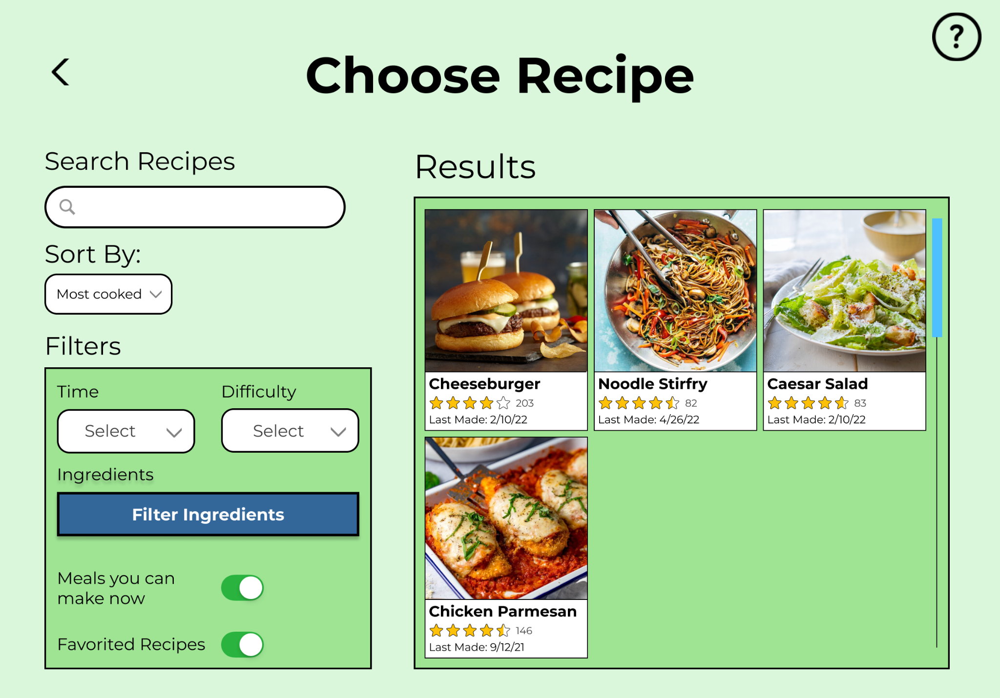 ?
Choose Recipe
Search Recipes
Sort By:
Most cooked
Filters
Time
Difficulty
Select
Select
Ingredients
Filter Ingredients
Meals you can
make now
Favorited Recipes
Results
Cheeseburger
203
Last Made: 2/10/22
Noodle Stirfry
82
Last Made: 4/26/22
Caesar Salad
83
Last Made: 2/10/22
Chicken Parmesan
146
Last Made: 9/12/21